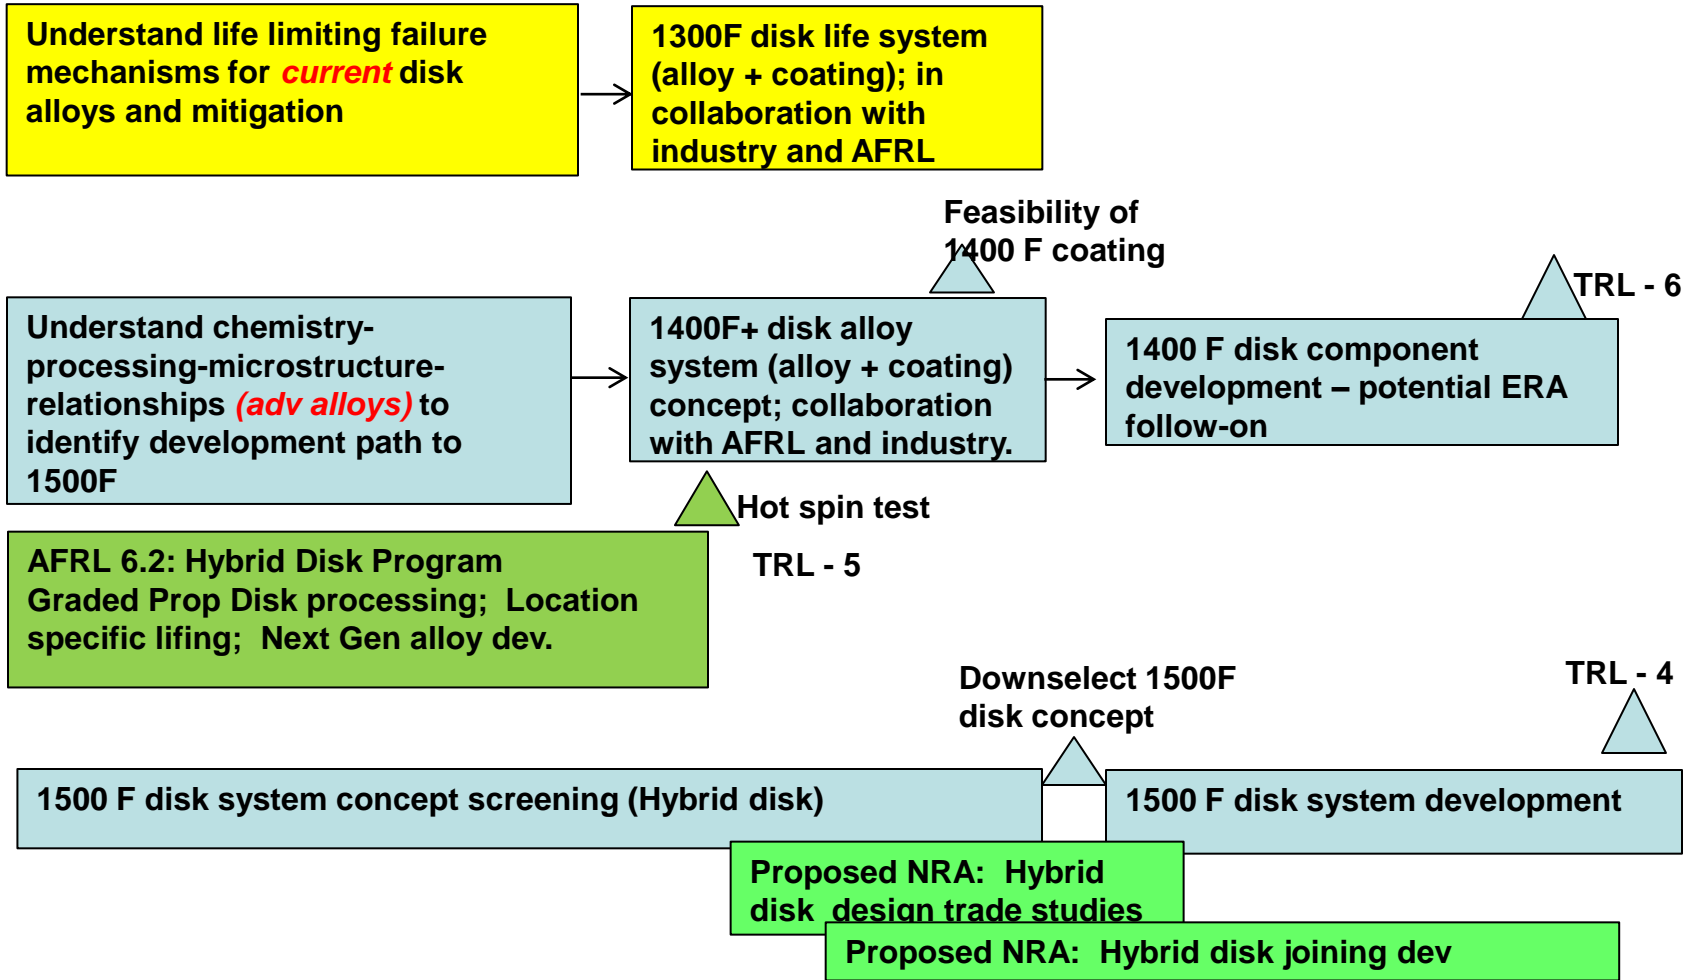 Understand life limiting failure
mechanisms for current disk
alloys and mitigation
1300F disk life system
(alloy + coating); in
collaboration with
industry and AFRL
Feasibility of
1400 F coating
TRL - 6
Understand chemistry-
processing-microstructure-
relationships (adv alloys) to
identify development path to
1500F
1400F+ disk alloy
system (alloy + coating)
concept; collaboration
with AFRL and industry.
1400 F disk component
development – potential ERA
follow-on
Hot spin test
TRL - 5
AFRL 6.2: Hybrid Disk Program
Graded Prop Disk processing; Location
specific lifing; Next Gen alloy dev.
Downselect 1500F
disk concept
TRL - 4
1500 F disk system concept screening (Hybrid disk)
1500 F disk system development
Proposed NRA: Hybrid
disk design trade studies
Proposed NRA: Hybrid disk joining dev